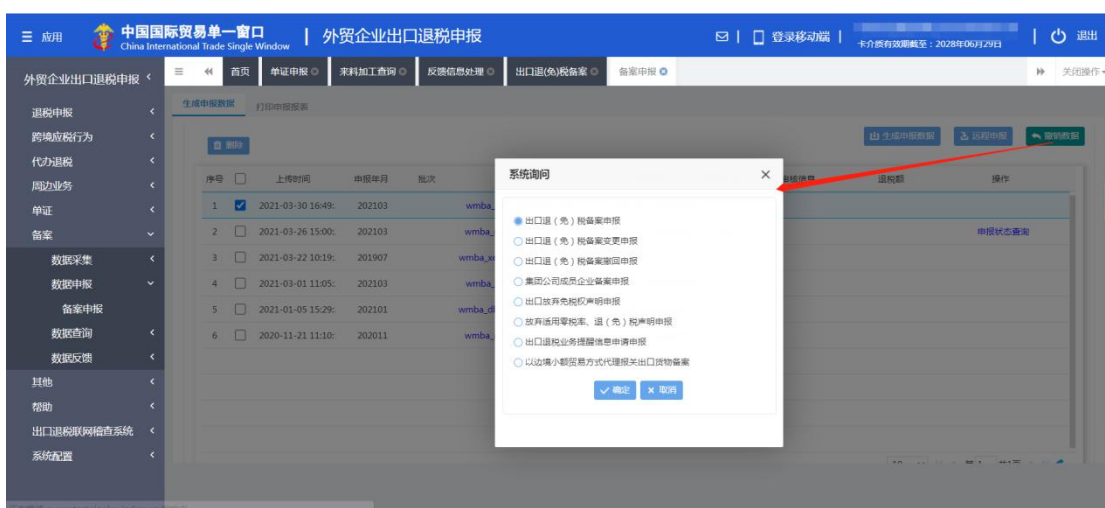 应用
中国国际贸易单一窗口
China International Trade Single Window
外贸企业出口退税申报
登录移动端
卡介质有效期截至：2028年06月29日
退出
外贸企业出口退税申报
首页
单证申报
来料加工查询
反馈信息处理
出口退(免)税备案
备案申报
关闭操作
退税申报
跨境应税行为
代办退税
周边业务
单证
备案
数据采集
数据申报
备案申报
数据查询
数据反馈
其他
帮助
出口退税联网稽查系统
系统配置
生成申报数据
打印申报报表
删除
生成申报数据
远程申报
撤销数据
序号 上传时间 申报年月 批次 审核信息 退税额 操作
1 2021-03-30 16:49: 202103 wmba_
2 2021-03-26 15:00: 202103 wmba_ 申报状态查询
3 2021-03-22 10:19: 201907
4 2021-03-01 11:05: 202103 wmba_
5 2021-01-05 15:29: 202101
6 2020-11-21 11:10: 202011 wmba_
系统询问
出口退（免）税备案申报
出口退（免）税备案变更申报
出口退（免）税备案撤回申报
集团公司成员企业备案申报
出口放弃免税权声明申报
放弃适用零税率、退（免）税声明申报
出口退税业务提醒信息申请申报
以边境小额贸易方式代理报关出口货物备案
确定
取消